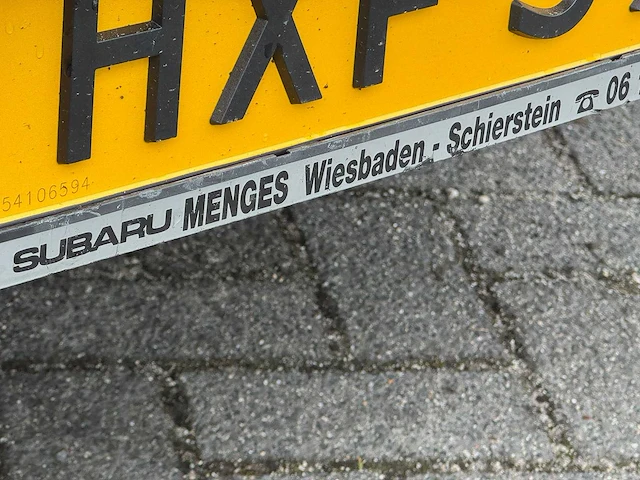 HXF
54106594
SUBARU MENGES Wiesbaden - Schierstein ☎ 06